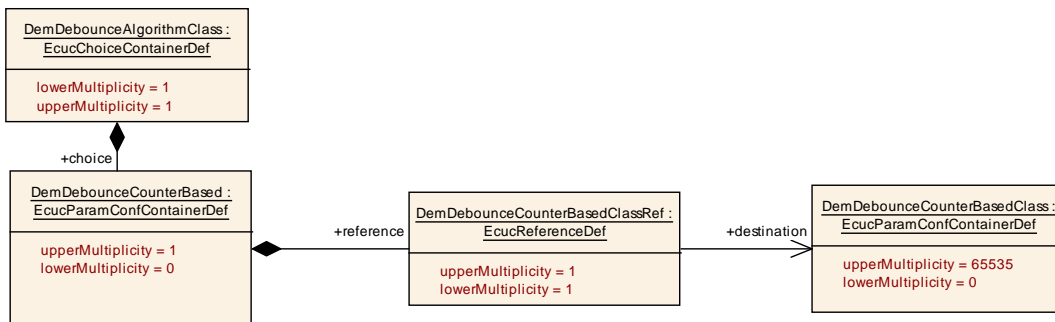 DemDebounceAlgorithmClass :
EcucChoiceContainerDef
lowerMultiplicity = 1
upperMultiplicity = 1
+choice
DemDebounceCounterBased :
EcucParamConfContainerDef
upperMultiplicity = 1
lowerMultiplicity = 0
+reference
DemDebounceCounterBasedClassRef :
EcucReferenceDef
upperMultiplicity = 1
lowerMultiplicity = 1
+destination
DemDebounceCounterBasedClass :
EcucParamConfContainerDef
upperMultiplicity = 65535
lowerMultiplicity = 0